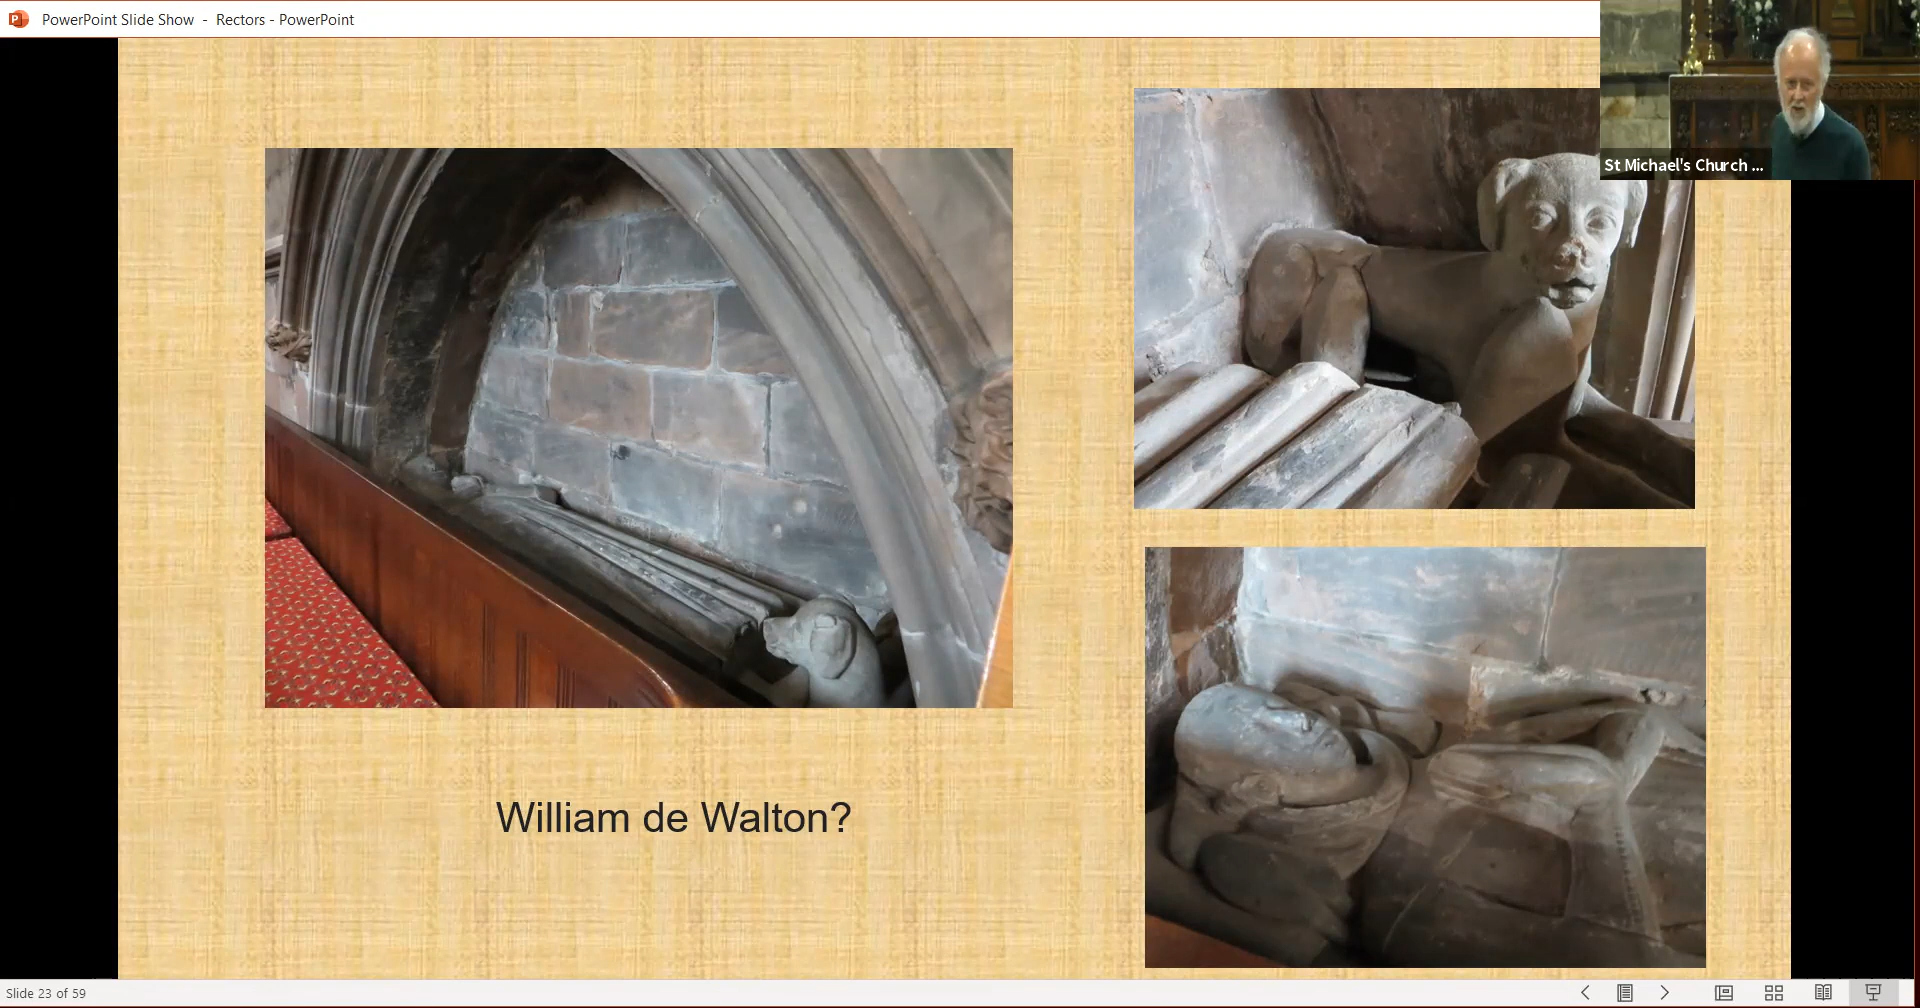 PowerPoint Slide Show - Rectors - PowerPoint
St Michael's Church ...
William de Walton?
Slide 23 of 59